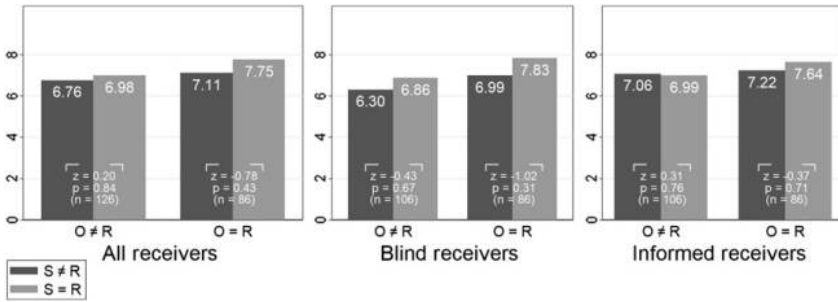 8
6
4
2
0
6.76
6.98
7.11
7.75
z = 0.20
p = 0.84
(n = 126)
z = -0.78
p = 0.43
(n = 86)
O ≠ R
O = R
All receivers
8
6
4
2
0
6.30
6.86
6.99
7.83
z = -0.43
p = 0.67
(n = 106)
z = -1.02
p = 0.31
(n = 86)
O ≠ R
O = R
Blind receivers
8
6
4
2
0
7.06
6.99
7.22
7.64
z = 0.31
p = 0.76
(n = 106)
z = -0.37
p = 0.71
(n = 86)
O ≠ R
O = R
Informed receivers
S ≠ R
S = R